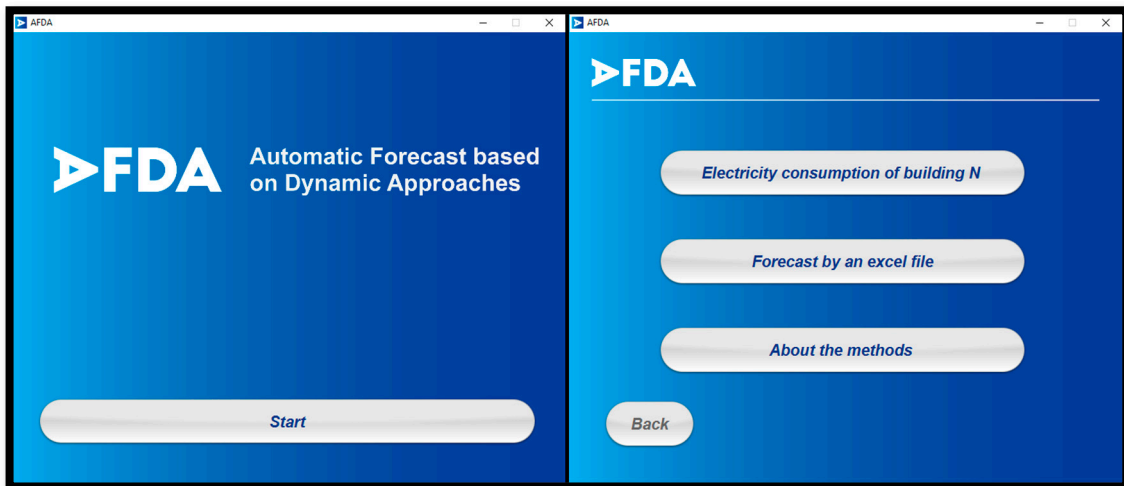 AFDA
AFDA
Automatic Forecast based
on Dynamic Approaches
Start
AFDA
AFDA
Electricity consumption of building N
Forecast by an excel file
About the methods
Back